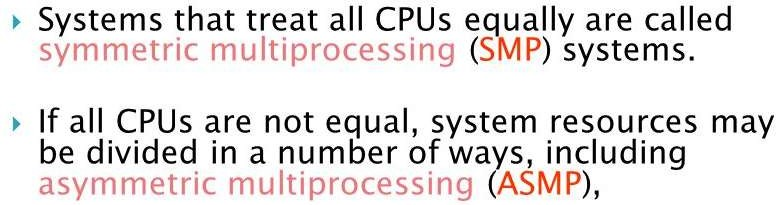 Systems that treat all CPUs equally are called
symmetric multiprocessing (SMP) systems.
If all CPUs are not equal, system resources may
be divided in a number of ways, including
asymmetric multiprocessing (ASMP),